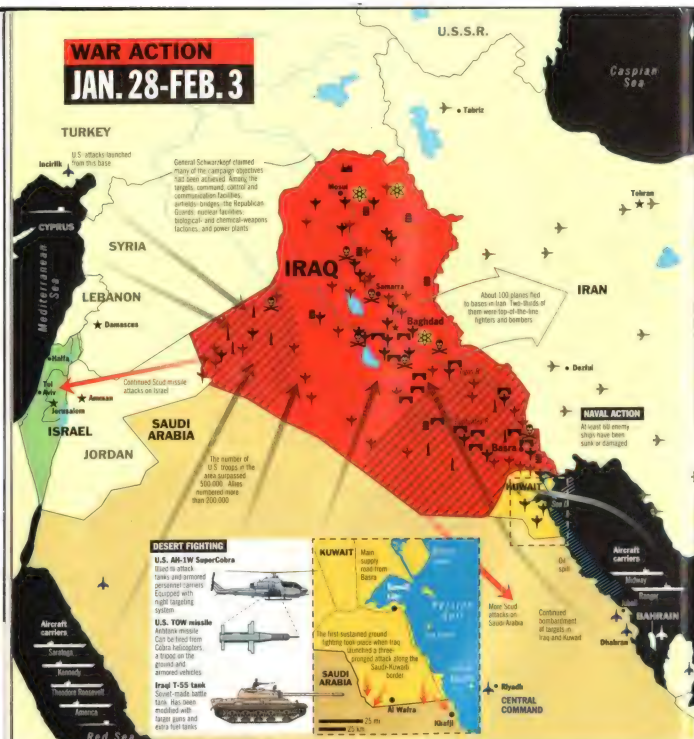 WAR ACTION
JAN. 28-FEB. 3
U.S.S.R.
Caspian
Sea
Tabriz
TURKEY
Incirlik
U.S. attacks launched
from this base
General Schwarzkopf claimed
many of the campaign objectives
had been achieved. Among the
targets: command, control and
communication facilities,
airfields, bridges, the Republican
Guards, nuclear facilities,
biological- and chemical-weapons
factories, and power plants
Mosul
Tehran
CYPRUS
SYRIA
IRAQ
Samarra
Baghdad
About 100 planes fled
to bases in Iran. Two-thirds of
them were top-of-the-line
fighters and bombers
IRAN
Mediterranean
Sea
LEBANON
Damascus
Haifa
Tel
Aviv
Jerusalem
Amman
Continued Scud missile
attacks on Israel
Dezful
ISRAEL
JORDAN
SAUDI
ARABIA
NAVAL ACTION
At least 60 enemy
ships have been
sunk or damaged
The number of
U.S. troops in the
area surpassed
500,000. Allies
numbered more
than 200,000
Basra
KUWAIT
Oil
spill
Aircraft
carriers
Midway
Ranger
Jubail
BAHRAIN
Dhahran
More Scud
attacks on
Saudi Arabia
Continued
bombardment
of targets in
Iraq and Kuwait
Riyadh
CENTRAL
COMMAND
DESERT FIGHTING
U.S. AH-1W SuperCobra
Used to attack
tanks and armored
personnel carriers.
Equipped with
night targeting
system
U.S. TOW missile
Antitank missile
Can be fired from
Cobra helicopters,
a tripod on the
ground and
armored vehicles
Iraqi T-55 tank
Soviet-made battle
tank. Has been
modified with
larger guns and
extra fuel tanks
KUWAIT
Main
supply
road from
Basra
Persian
Gulf
The first sustained ground
fighting took place when Iraq
launched a three-
pronged attack along the
Saudi-Kuwaiti
border
SAUDI
ARABIA
Al Wafra
Khafji
25 mi
25 km
Aircraft
carriers
Saratoga
Kennedy
Theodore Roosevelt
America
Red Sea